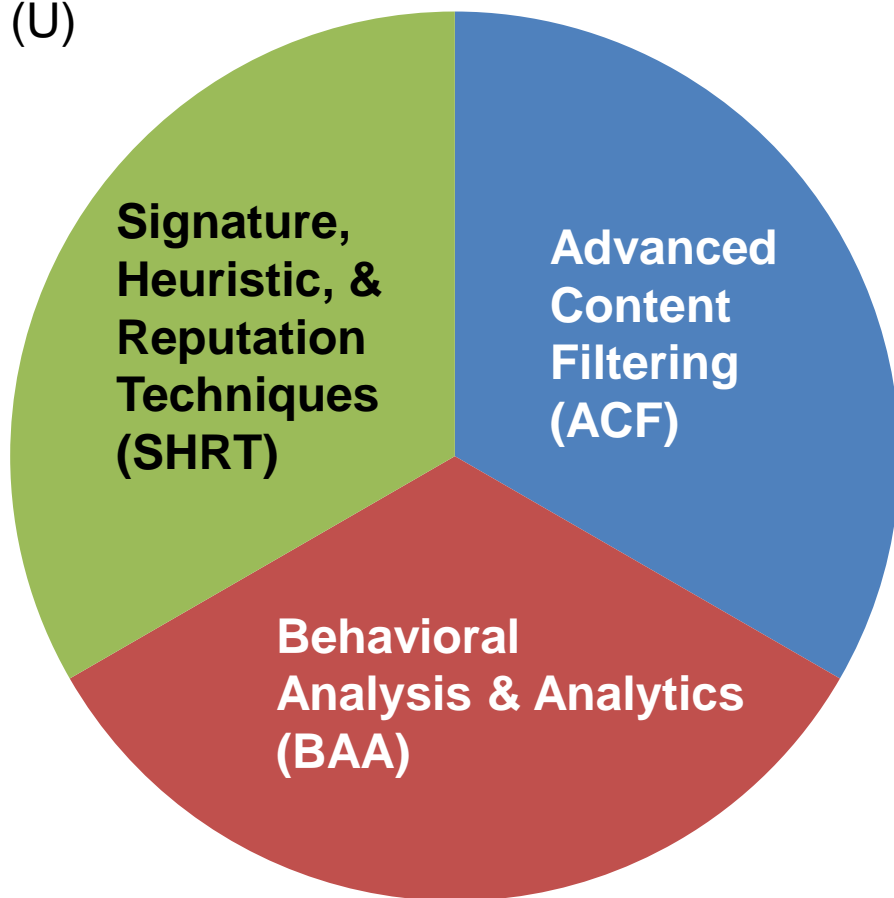 (U)
Signature,
Heuristic, &
Reputation
Techniques
(SHRT)
Advanced
Content
Filtering
(ACF)
Behavioral
Analysis & Analytics
(BAA)